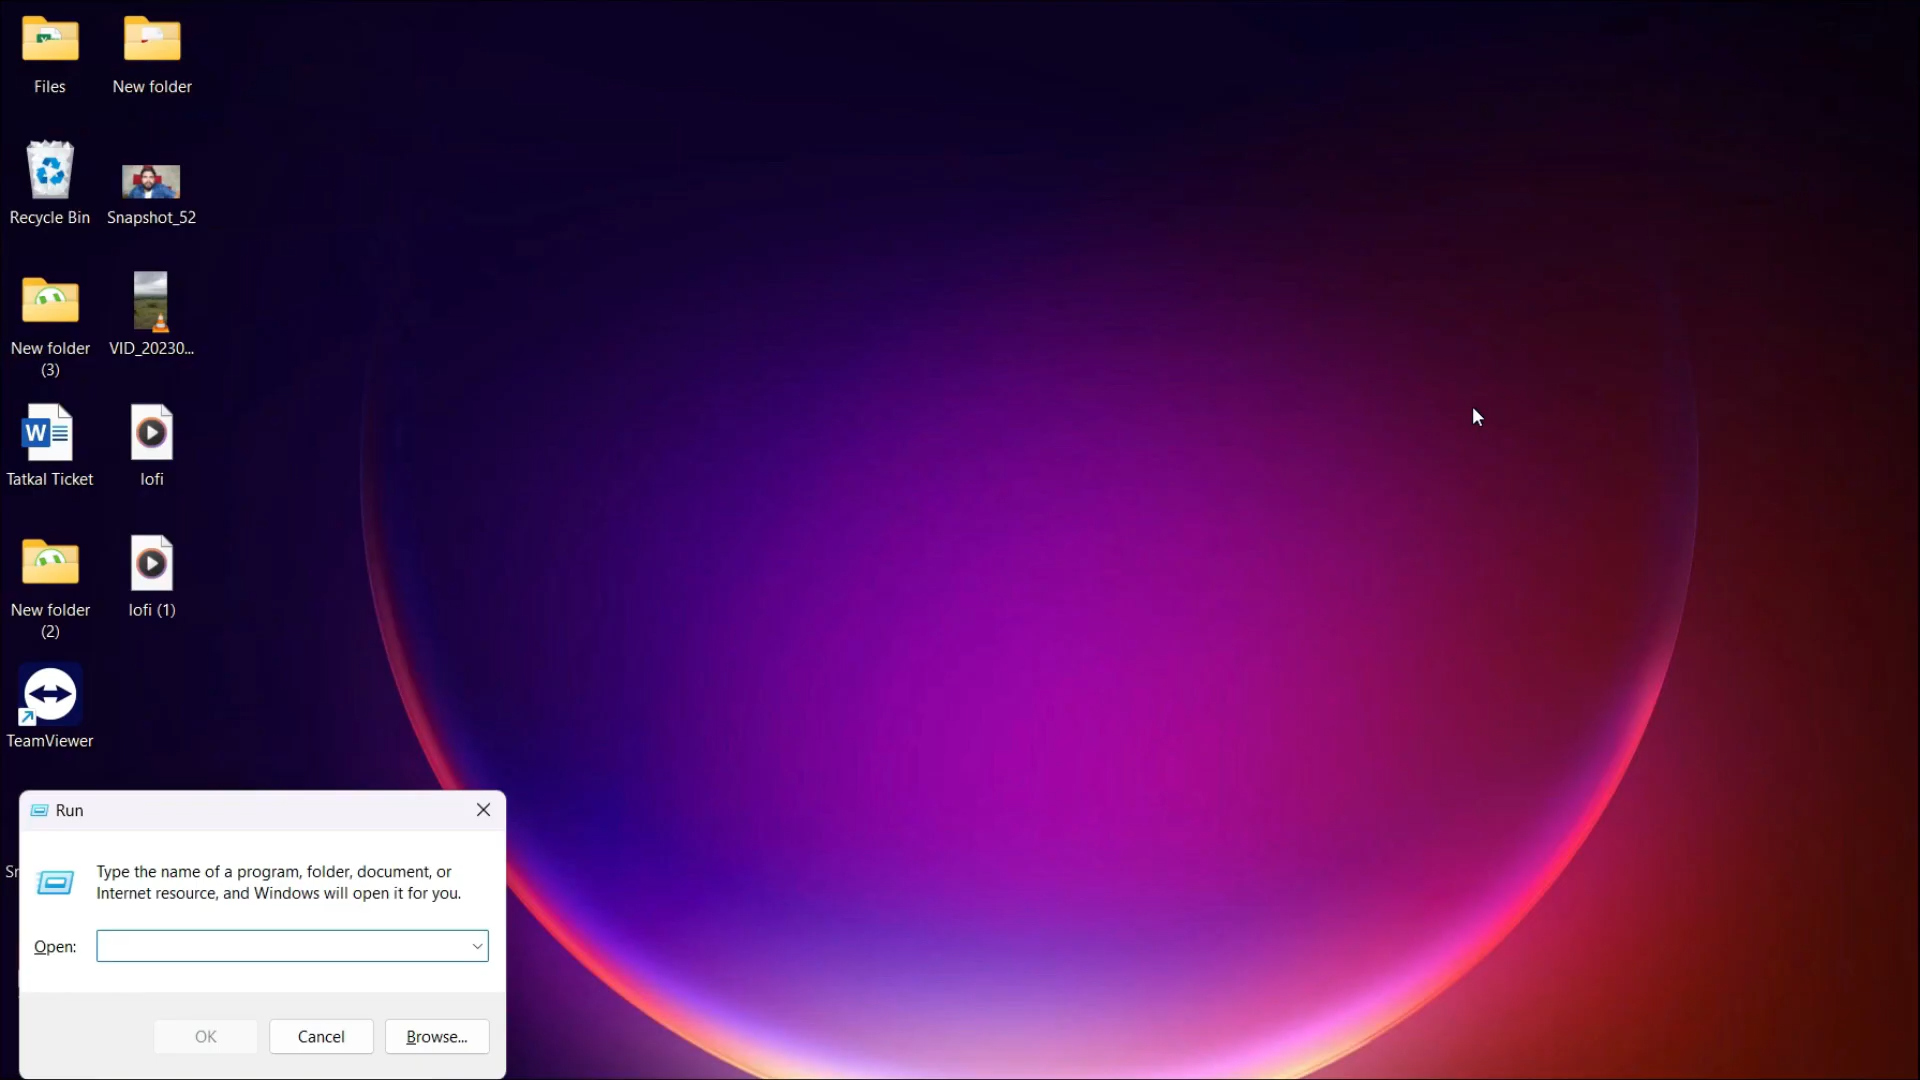 Files
New folder
Recycle Bin
Snapshot_52
New folder
(3)
VID_20230...
Tatkal Ticket
lofi
New folder
(2)
lofi (1)
TeamViewer
Run
Type the name of a program, folder, document, or
Internet resource, and Windows will open it for you.
Open:
OK
Cancel
Browse...